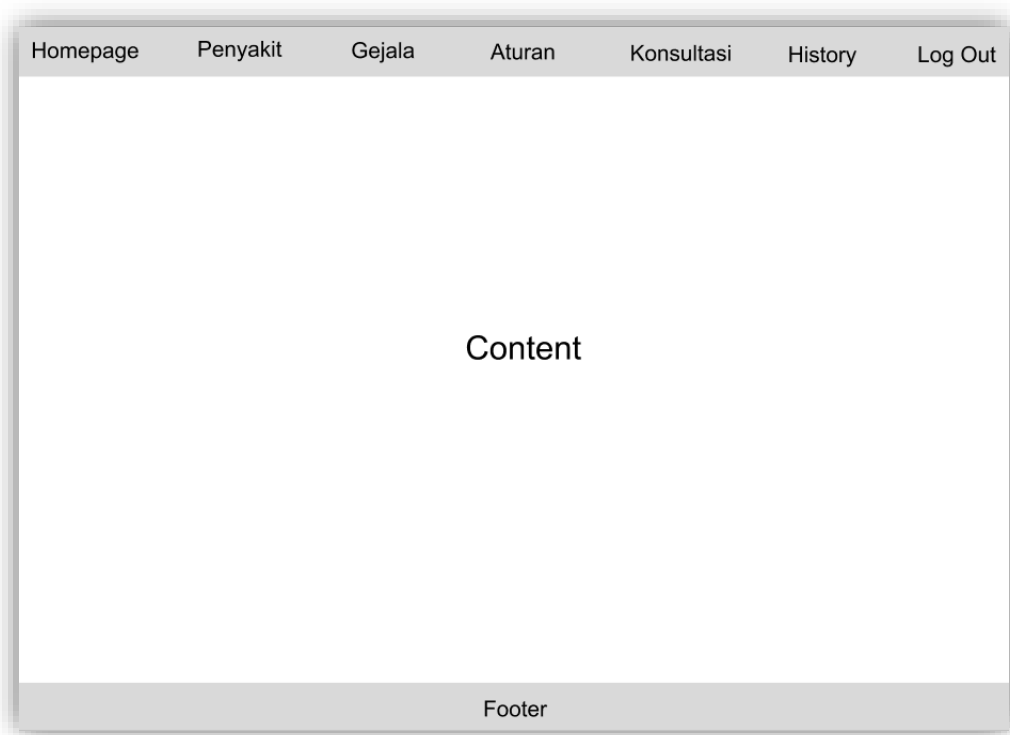 Homepage Penyakit Gejala Aturan Konsultasi History Log Out
Content
Footer